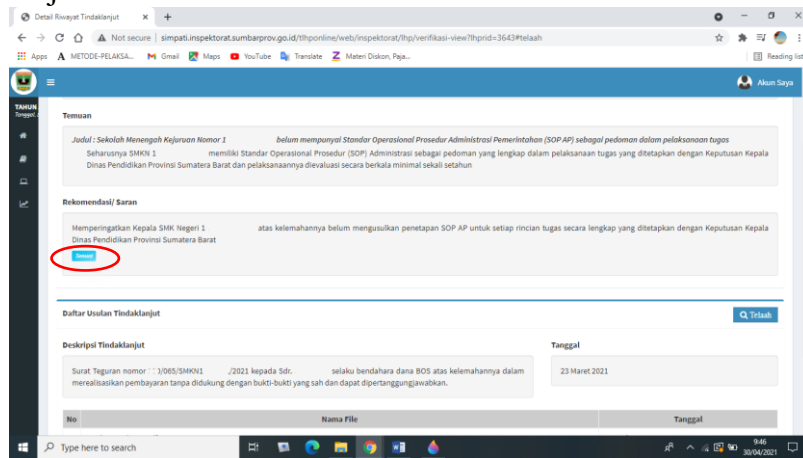 Detail Riwayat Tindaklanjut
Not secure | simpati.inspektorat.sumbarprov.go.id/tlhponline/web/inspektorat/lhp/verifikasi-view?lhprid=3643#telaah
Apps METODE-PELAKSA... Gmail Maps YouTube Translate Materi Diskon, Paja... Reading list
Akun Saya
TAHUN
Temuan
Judul : Sekolah Menengah Kejuruan Nomor 1 belum mempunyai Standar Operasional Prosedur Administrasi Pemerintahan (SOP AP) sebagai pedoman dalam pelaksanaan tugas
Seharusnya SMKN 1 memiliki Standar Operasional Prosedur (SOP) Administrasi sebagai pedoman yang lengkap dalam pelaksanaan tugas yang ditetapkan dengan Keputusan Kepala
Dinas Pendidikan Provinsi Sumatera Barat dan pelaksanaannya dievaluasi secara berkala minimal sekali setahun
Rekomendasi/ Saran
Memperingatkan Kepala SMK Negeri 1 atas kelemahannya belum mengusulkan penetapan SOP AP untuk setiap rincian tugas secara lengkap yang ditetapkan dengan Keputusan Kepala
Dinas Pendidikan Provinsi Sumatera Barat
Daftar Usulan Tindaklanjut
Telaah
Deskripsi Tindaklanjut Tanggal
Surat Teguran nomor /065/SMKN1 /2021 kepada Sdr. selaku bendahara dana BOS atas kelemahannya dalam
merealisasikan pembayaran tanpa didukung dengan bukti-bukti yang sah dan dapat dipertanggungjawabkan.
23 Maret 2021
No Nama File Tanggal
Type here to search
9:46
30/04/2021